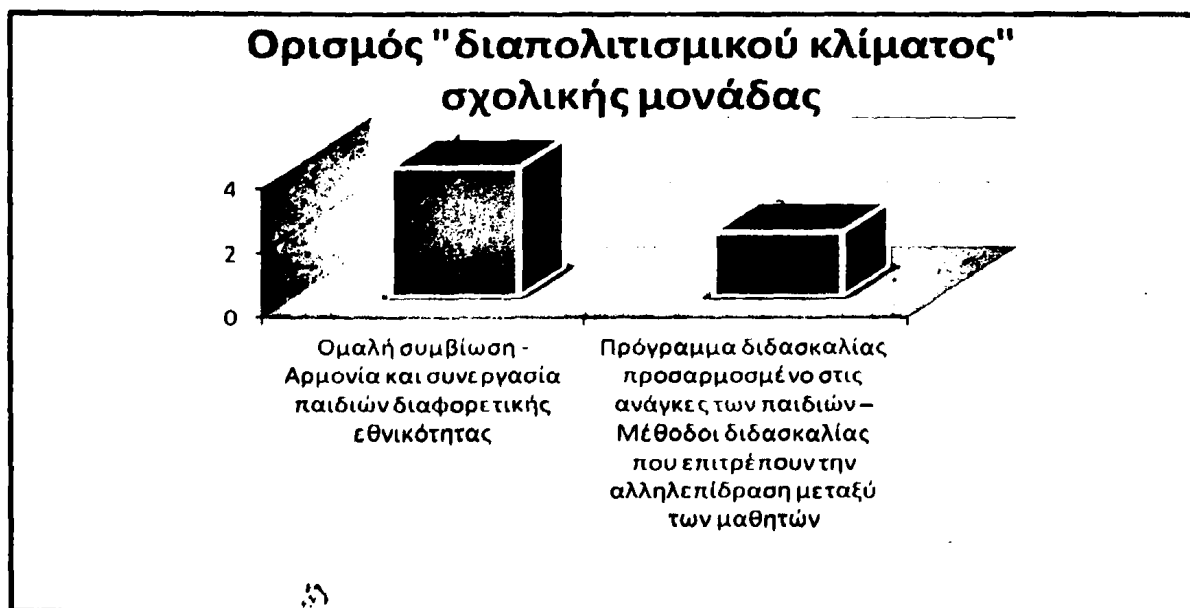 Ορισμός "διαπολιτισμικού κλίματος"
σχολικής μονάδας
4
2
0
Ομαλή συμβίωση -
Αρμονία και συνεργασία
παιδιών διαφορετικής
εθνικότητας
Πρόγραμμα διδασκαλίας
προσαρμοσμένο στις
ανάγκες των παιδιών –
Μέθοδοι διδασκαλίας
που επιτρέπουν την
αλληλεπίδραση μεταξύ
των μαθητών